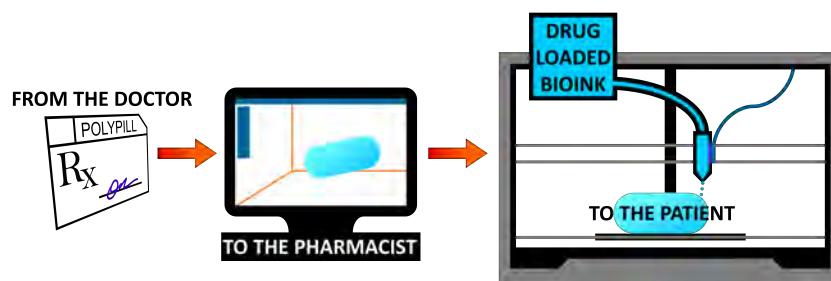 FROM THE DOCTOR
POLYPILL
Rx
TO THE PHARMACIST
DRUG
LOADED
BIOINK
TO THE PATIENT